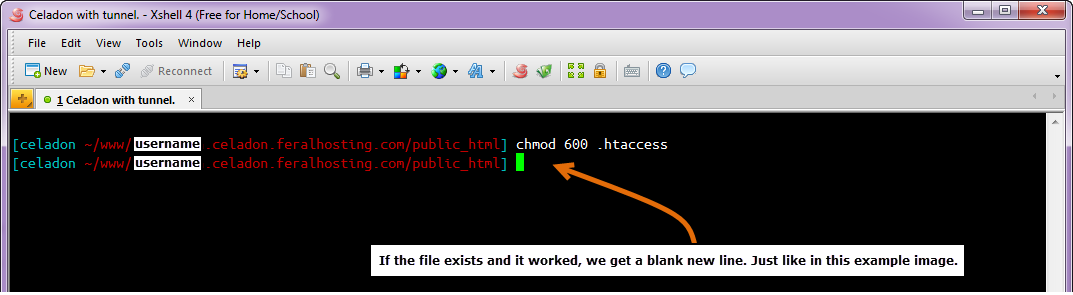 Celadon with tunnel. - Xshell 4 (Free for Home/School)
File Edit View Tools Window Help
New Reconnect
1 Celadon with tunnel.
[celadon ~/www/username.celadon.feralhosting.com/public_html] chmod 600 .htaccess
[celadon ~/www/username.celadon.feralhosting.com/public_html]
If the file exists and it worked, we get a blank new line. Just like in this example image.